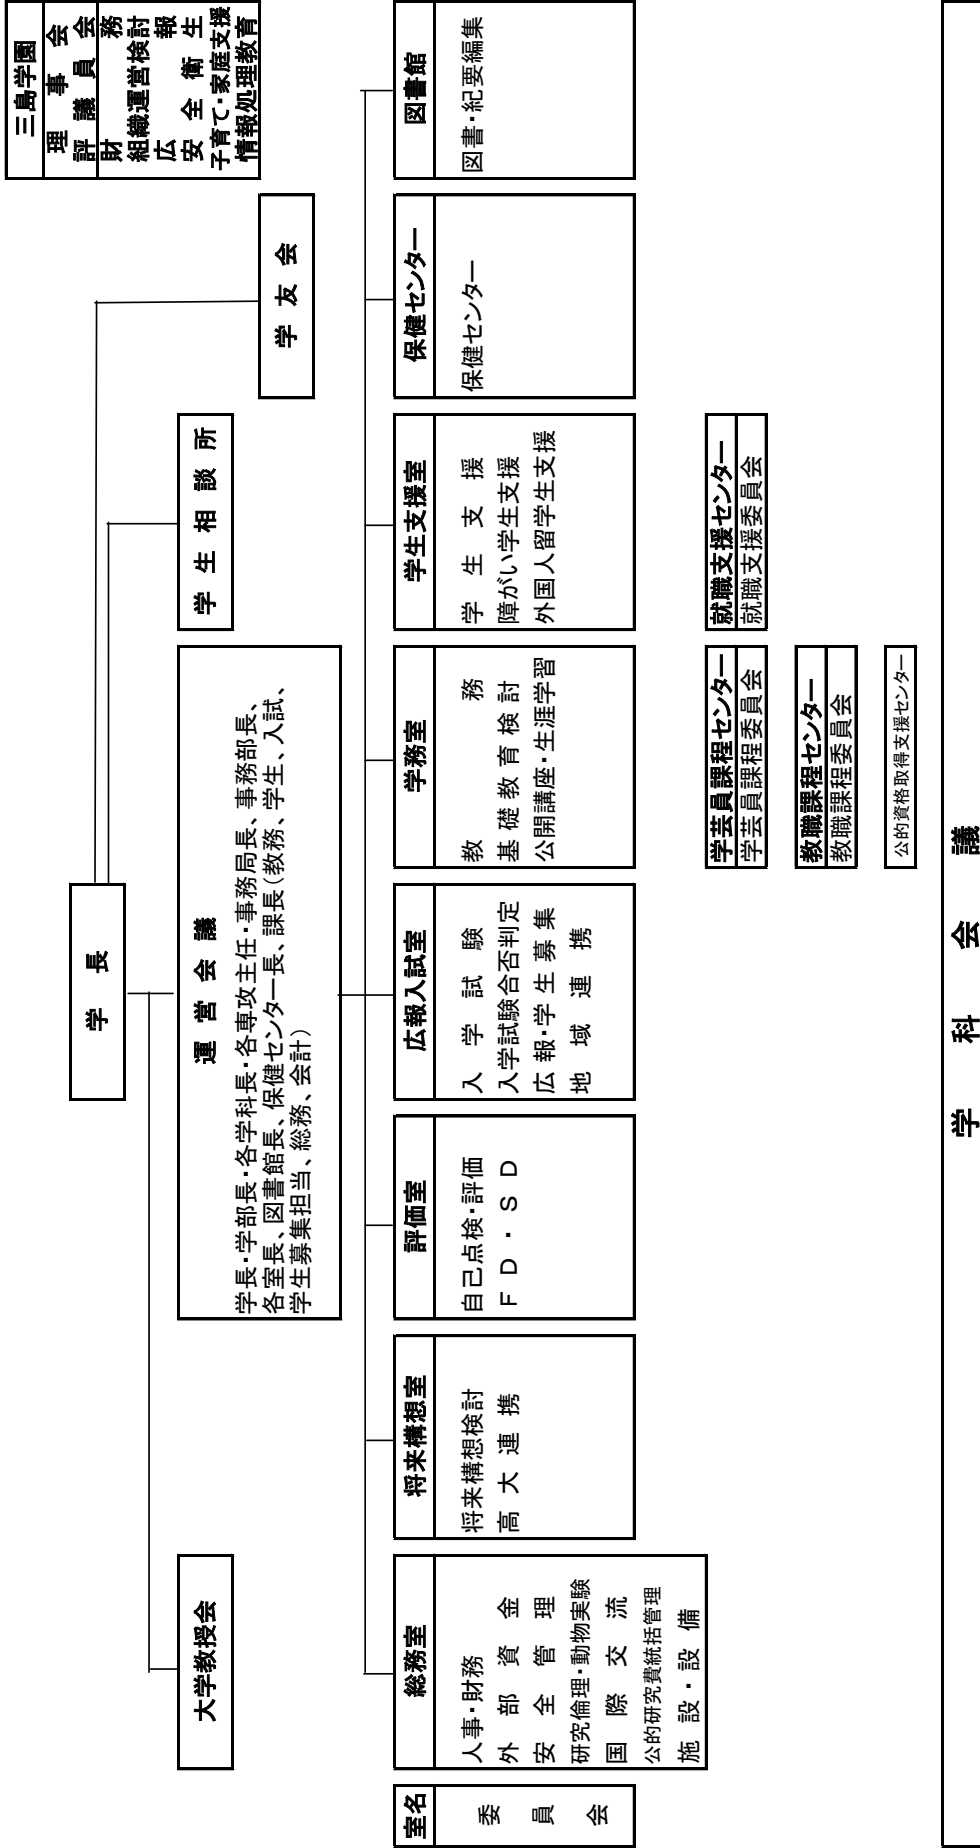 三島学園
理事会
評議員会
財務
組織運営検討
広報
安全衛生
子育て・家庭支援
情報処理教育
学長
学友会
学生相談所
大学教授会
運営会議
学長・学部長・各学科長・各専攻主任・事務局長、事務部長、
各室長、図書館長、保健センター長、課長（教務、学生、入試、
学生募集担当、総務、会計）
室名
委員会
総務室
人事・財務
外部資金
安全管理
研究倫理・動物実験
国際交流
公的研究費統括管理
施設・設備
将来構想室
将来構想検討
高大連携
評価室
自己点検・評価
ＦＤ・ＳＤ
広報入試室
入学試験
入学試験合否判定
広報・学生募集
地域連携
学務室
教務
基礎教育検討
公開講座・生涯学習
学生支援室
学生支援
障がい学生支援
外国人留学生支援
保健センター
保健センター
図書館
図書・紀要編集
学芸員課程センター
学芸員課程委員会
就職支援センター
就職支援委員会
教職課程センター
教職課程委員会
公的資格取得支援センター
学科会議